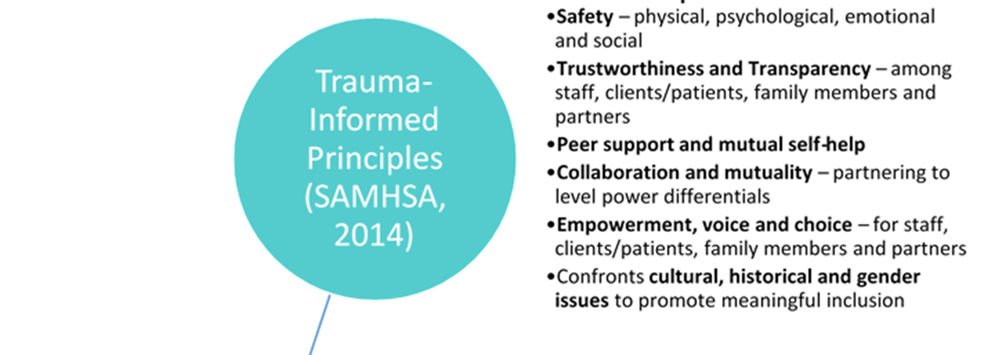 Trauma-
Informed
Principles
(SAMHSA,
2014)
•Safety – physical, psychological, emotional
and social
•Trustworthiness and Transparency – among
staff, clients/patients, family members and
partners
•Peer support and mutual self-help
•Collaboration and mutuality – partnering to
level power differentials
•Empowerment, voice and choice – for staff,
clients/patients, family members and partners
•Confronts cultural, historical and gender
issues to promote meaningful inclusion